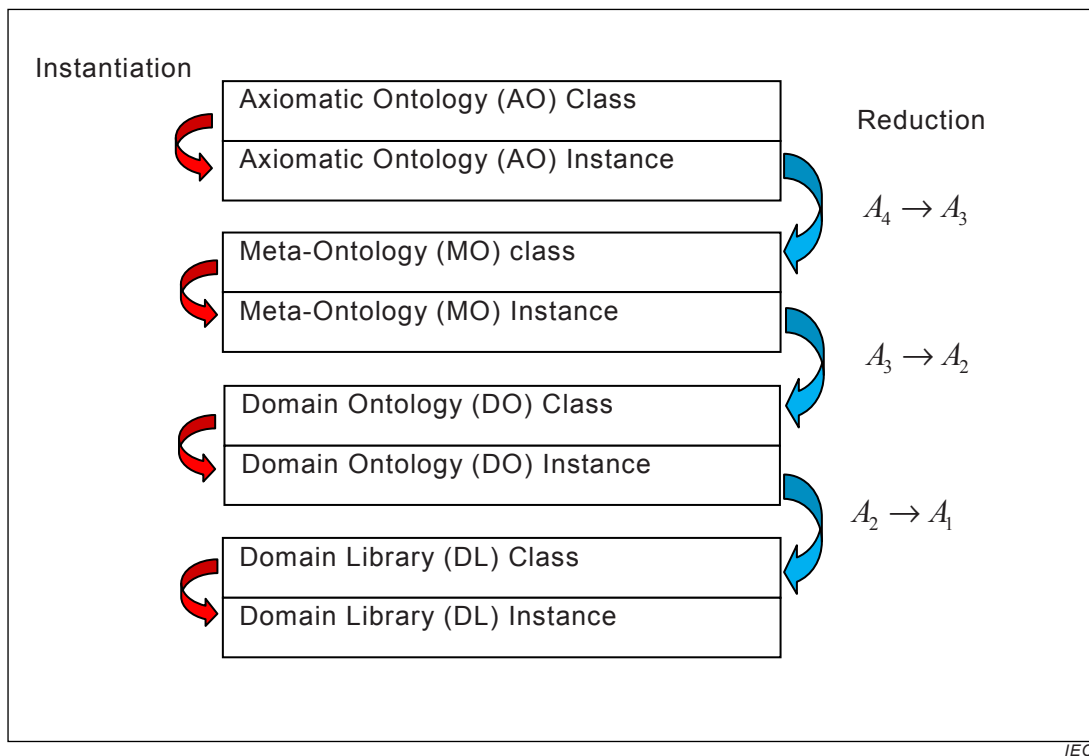 Instantiation
Axiomatic Ontology (AO) Class
Reduction
Axiomatic Ontology (AO) Instance
A₄ → A₃
Meta-Ontology (MO) class
Meta-Ontology (MO) Instance
A₃ → A₂
Domain Ontology (DO) Class
Domain Ontology (DO) Instance
A₂ → A₁
Domain Library (DL) Class
Domain Library (DL) Instance
IEC